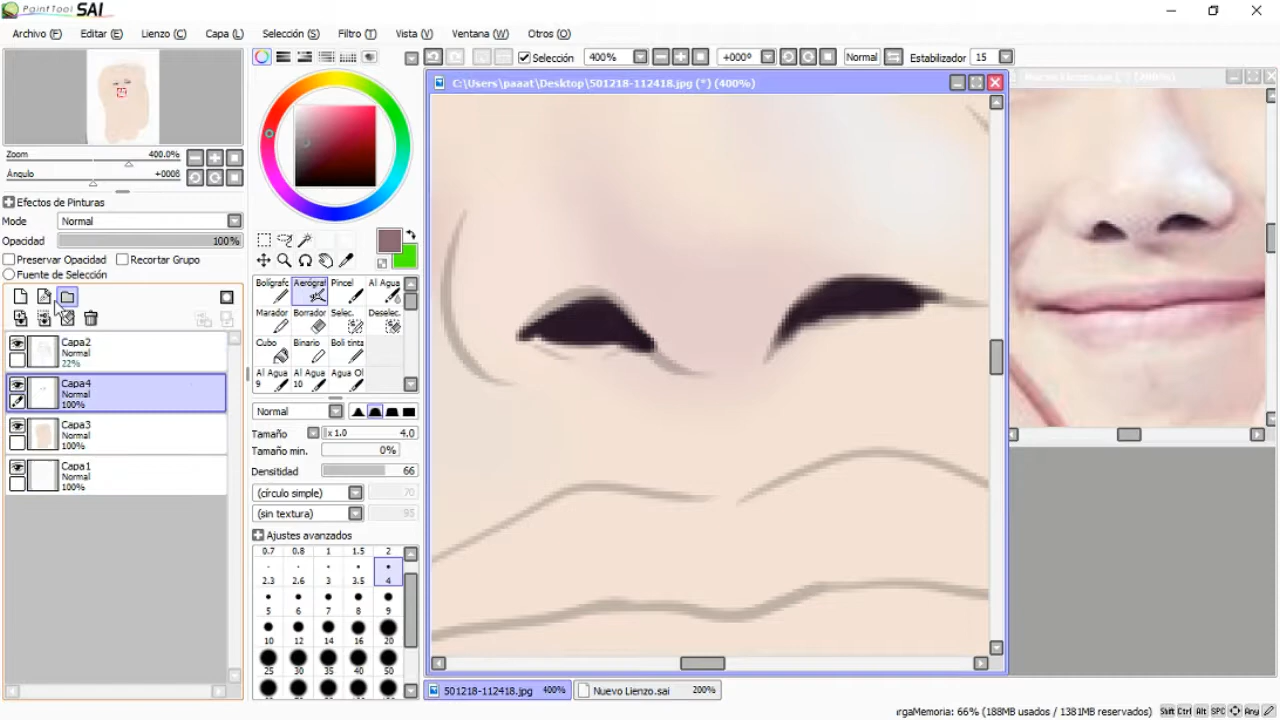 PaintTool SAI
Archivo (F) Editar (E) Lienzo (C) Capa (L) Selección (S) Filtro (T) Vista (V) Ventana (W) Otros (O)
Selección 400% +000º Normal Estabilizador 15
C:\Users\paaat\Desktop\501218-112418.jpg (*) (400%)
Zoom 400.0%
Ángulo +000ß
Efectos de Pinturas
Mode Normal
Opacidad 100%
Preservar Opacidad Recortar Grupo
Fuente de Selección
Capa2
Normal
22%
Capa4
Normal
100%
Capa3
Normal
100%
Capa1
Normal
100%
Bolígrafo Aerógraf Pincel Al Agua
Marador Borrador Selec. Deselec.
Cubo Binario Boli tinta
Al Agua 9 Al Agua 10 Agua Ol
Normal
Tamaño x 1.0 4.0
Tamaño min. 0%
Densitidad 66
(círculo simple) 70
(sin textura) 95
Ajustes avanzados
0.7 0.8 1 1.5 2
2.3 2.6 3 3.5 4
5 6 7 8 9
10 12 14 16 20
25 30 35 40 50
501218-112418.jpg 400% Nuevo Lienzo.sai 200%
rgaMemoria: 66% (188MB usados / 1381MB reservados) Shift Ctrl Alt SPC Any